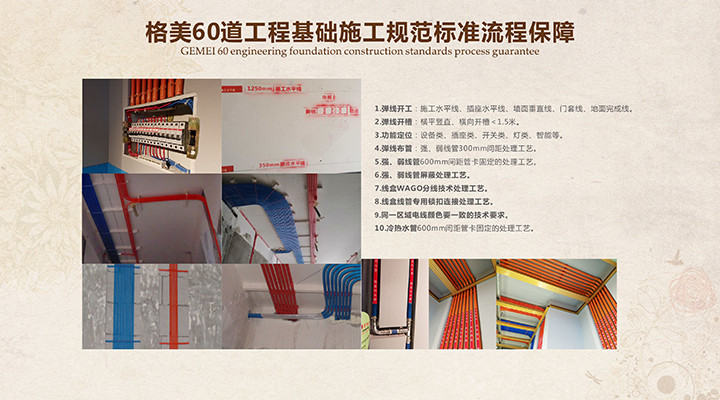 格美60道工程基础施工规范标准流程保障
GEMEI 60 engineering foundation construction standards process guarantee
1250mm 施工水平线
350mm
1.弹线开工：施工水平线、插座水平线、墙面垂直线、门套线、地面完成线。
2.弹线开槽：横平竖直、横向开槽＜1.5米。
3.功能定位：设备类、插座类、开关类、灯类、智能等。
4.弹线布管：强、弱线管300mm间距处理工艺。
5.强、弱线管600mm间距管卡固定的处理工艺。
6.强、弱线管屏蔽处理工艺。
7.线盒WAGO分线技术处理工艺。
8.线盒线管专用锁扣连接处理工艺。
9.同一区域电线颜色要一致的技术要求。
10.冷热水管600mm间距管卡固定的处理工艺。